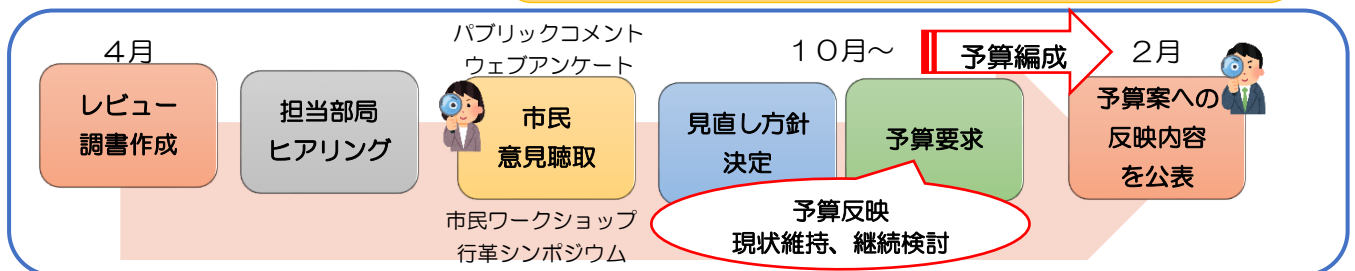 4月
レビュー
調書作成
担当部局
ヒアリング
パブリックコメント
ウェブアンケート
市民
意見聴取
市民ワークショップ
行革シンポジウム
見直し方針
決定
10月～
予算要求
予算反映
現状維持、継続検討
予算編成
2月
予算案への
反映内容
を公表